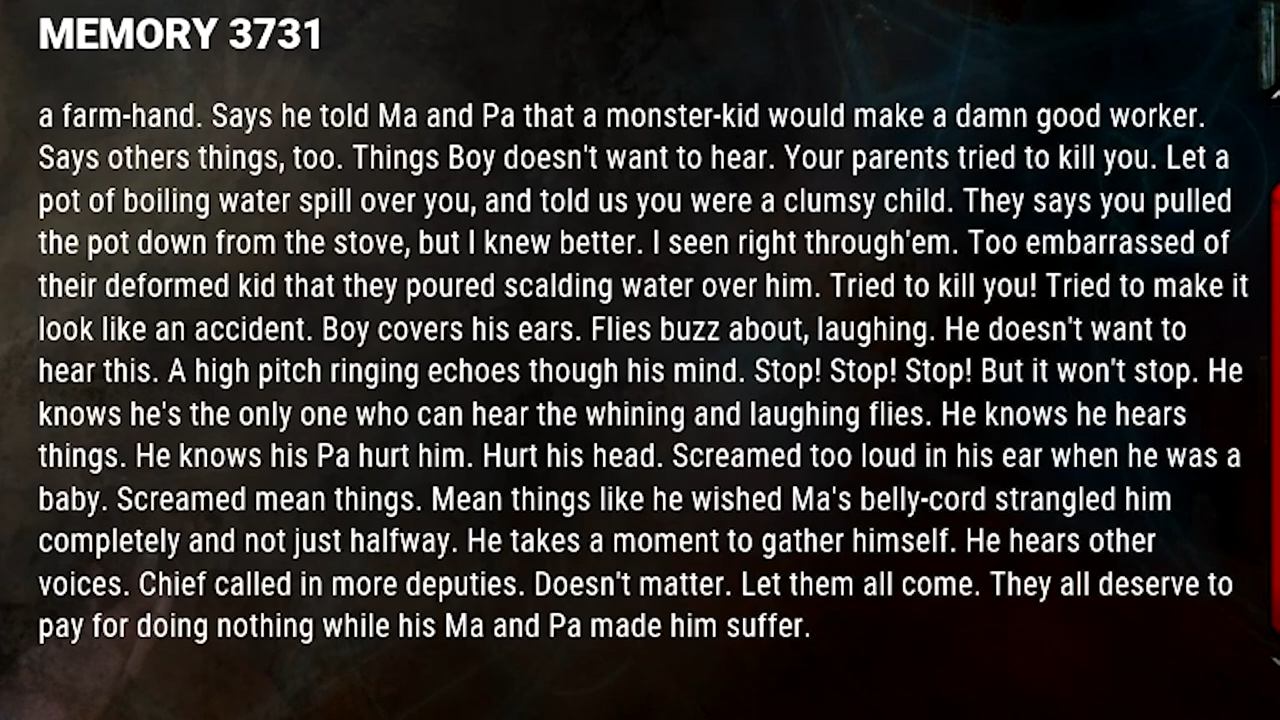 MEMORY 3731
a farm-hand. Says he told Ma and Pa that a monster-kid would make a damn good worker.
Says others things, too. Things Boy doesn't want to hear. Your parents tried to kill you. Let a
pot of boiling water spill over you, and told us you were a clumsy child. They says you pulled
the pot down from the stove, but I knew better. I seen right through'em. Too embarrassed of
their deformed kid that they poured scalding water over him. Tried to kill you! Tried to make it
look like an accident. Boy covers his ears. Flies buzz about, laughing. He doesn't want to
hear this. A high pitch ringing echoes though his mind. Stop! Stop! Stop! But it won't stop. He
knows he's the only one who can hear the whining and laughing flies. He knows he hears
things. He knows his Pa hurt him. Hurt his head. Screamed too loud in his ear when he was a
baby. Screamed mean things. Mean things like he wished Ma's belly-cord strangled him
completely and not just halfway. He takes a moment to gather himself. He hears other
voices. Chief called in more deputies. Doesn't matter. Let them all come. They all deserve to
pay for doing nothing while his Ma and Pa made him suffer.